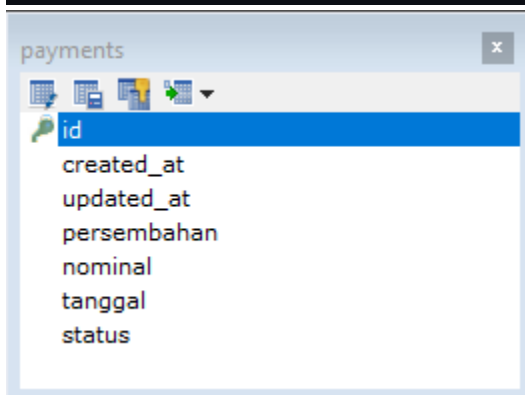 payments
id
created_at
updated_at
persembahan
nominal
tanggal
status